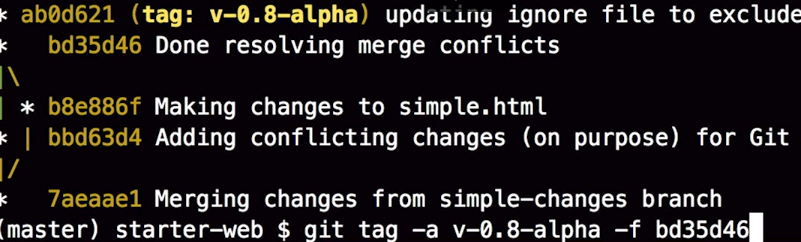 * ab0d621 (tag: v-0.8-alpha) updating ignore file to exclude
*   bd35d46 Done resolving merge conflicts
|\
| * b8e886f Making changes to simple.html
* | bbd63d4 Adding conflicting changes (on purpose) for Git
|/
*   7aeaae1 Merging changes from simple-changes branch
(master) starter-web $ git tag -a v-0.8-alpha -f bd35d46